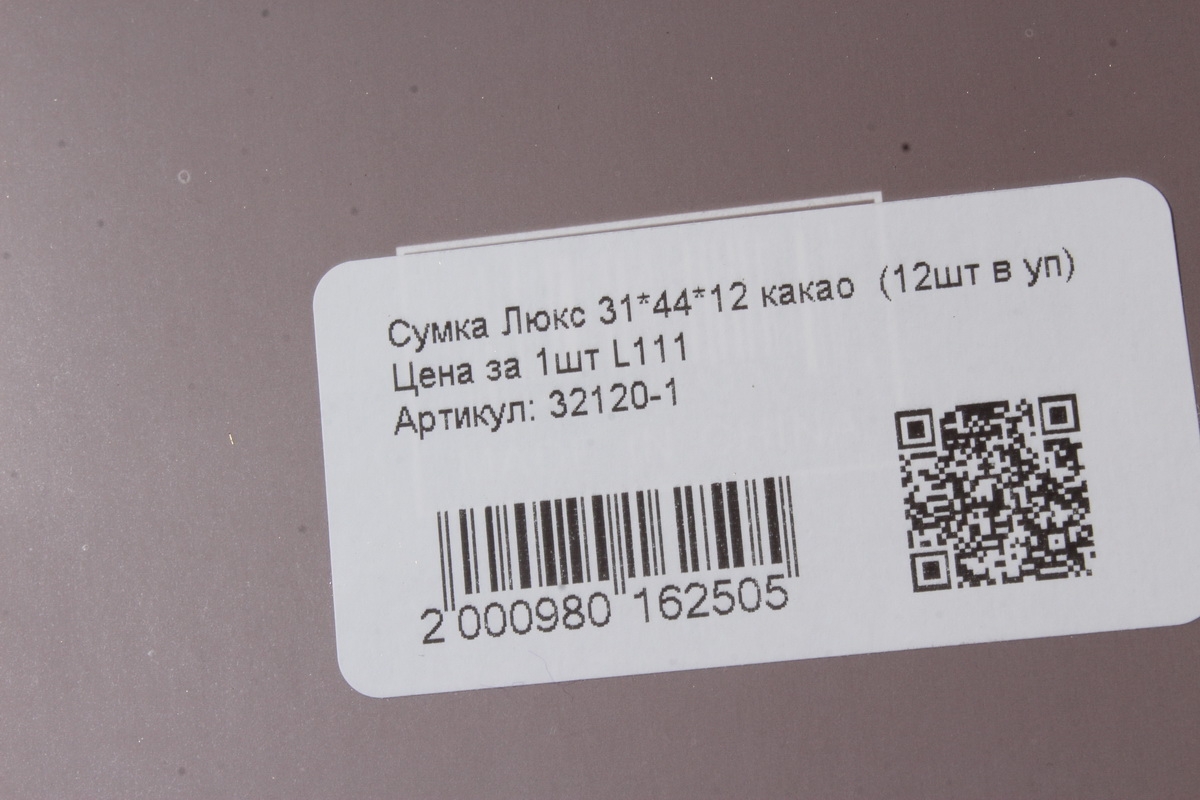 Сумка Люкс 31*44*12 какао (12шт в уп)
Цена за 1шт L111
Артикул: 32120-1
2 000980 162505